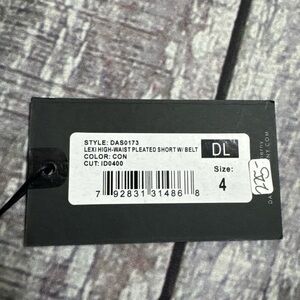 STYLE: DAS0173
LEXI HIGH-WAIST PLEATED SHORT W/ BELT
COLOR: CON
CUT: ID0400
DL
Size:
4
7 92831 31486 8
225-